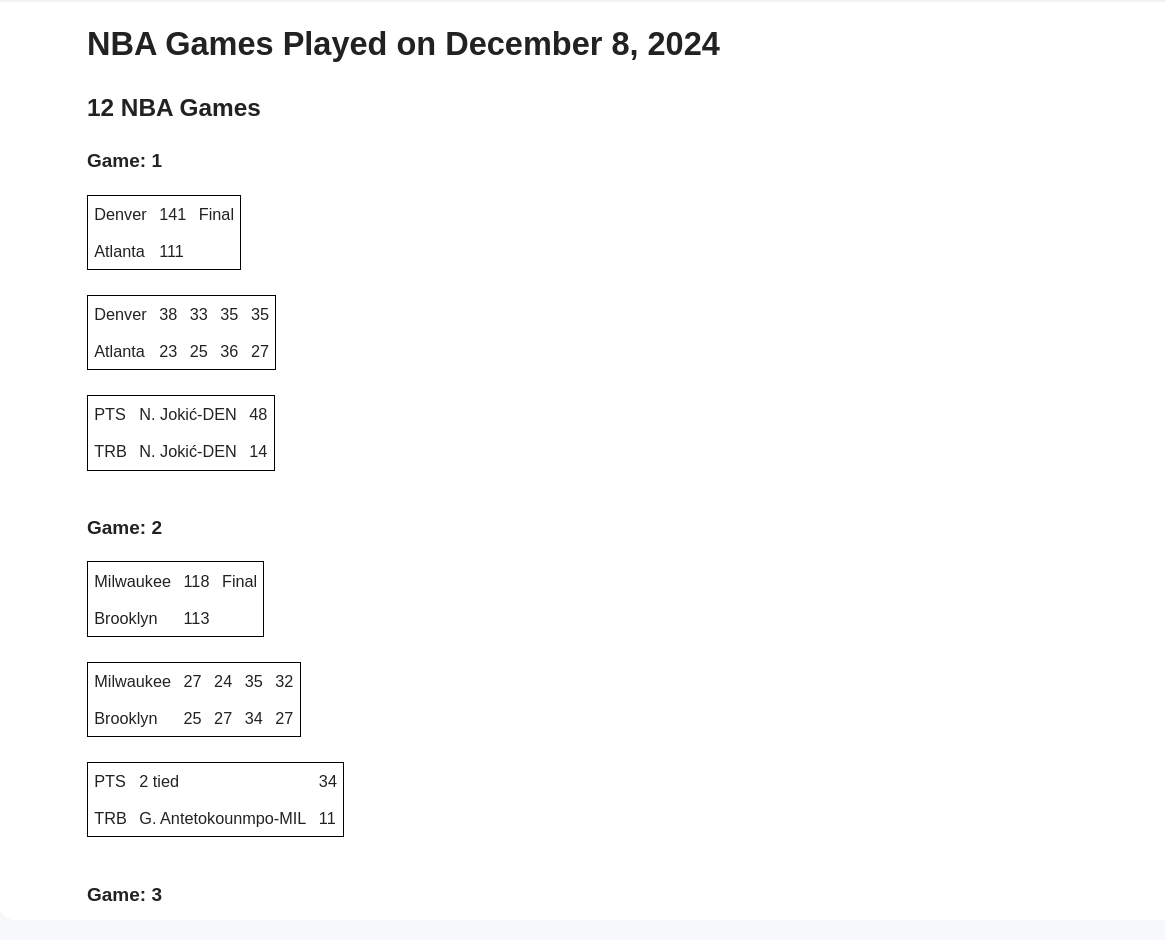 NBA Games Played on December 8, 2024
12 NBA Games
Game: 1
Denver 141 Final
Atlanta 111
Denver 38 33 35 35
Atlanta 23 25 36 27
PTS N. Jokić-DEN 48
TRB N. Jokić-DEN 14
Game: 2
Milwaukee 118 Final
Brooklyn 113
Milwaukee 27 24 35 32
Brooklyn 25 27 34 27
PTS 2 tied 34
TRB G. Antetokounmpo-MIL 11
Game: 3